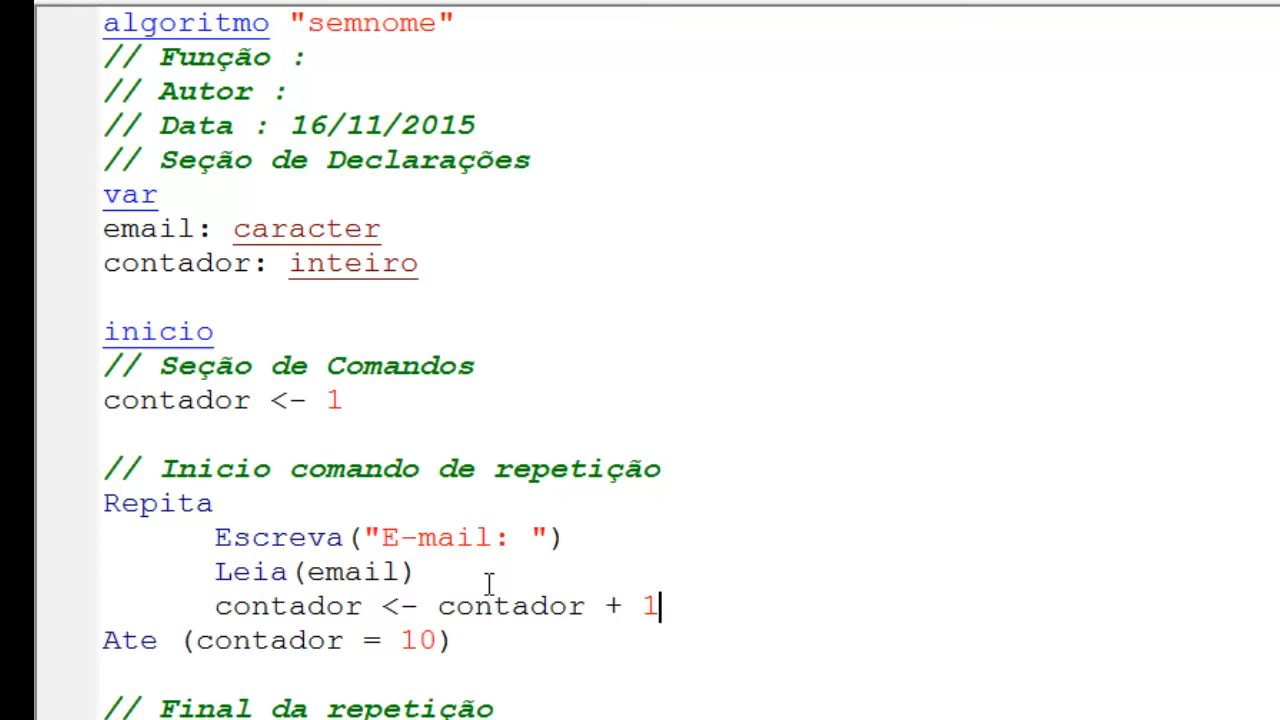 algoritmo "semnome"
// Função :
// Autor :
// Data : 16/11/2015
// Seção de Declarações
var
email: caracter
contador: inteiro
inicio
// Seção de Comandos
contador <- 1
// Inicio comando de repetição
Repita
Escreva("E-mail: ")
Leia(email)
contador <- contador + 1
Ate (contador = 10)
// Final da repetição